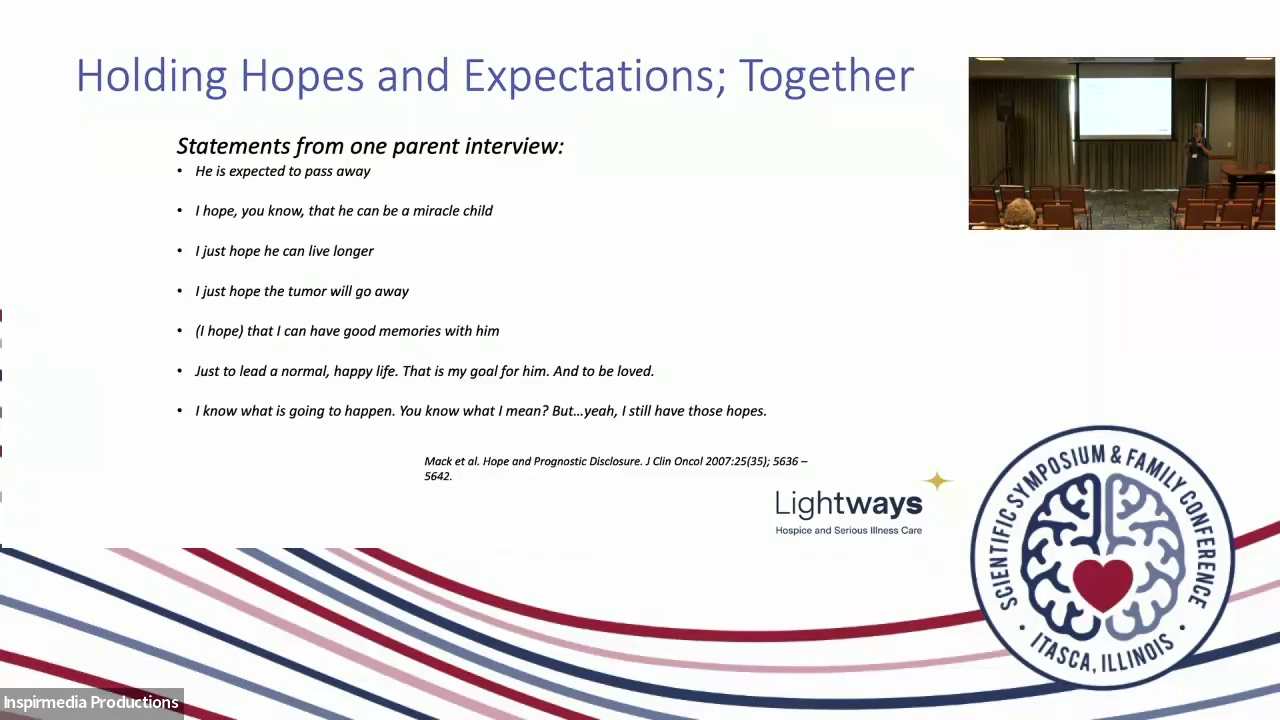 Holding Hopes and Expectations; Together
Statements from one parent interview:
• He is expected to pass away
• I hope, you know, that he can be a miracle child
• I just hope he can live longer
• I just hope the tumor will go away
• (I hope) that I can have good memories with him
• Just to lead a normal, happy life. That is my goal for him. And to be loved.
• I know what is going to happen. You know what I mean? But...yeah, I still have those hopes.
Mack et al. Hope and Prognostic Disclosure. J Clin Oncol 2007:25(35); 5636 –
5642.
Lightways
Hospice and Serious Illness Care
SCIENTIFIC SYMPOSIUM & FAMILY CONFERENCE
• ITASCA, ILLINOIS •
Inspirmedia Productions